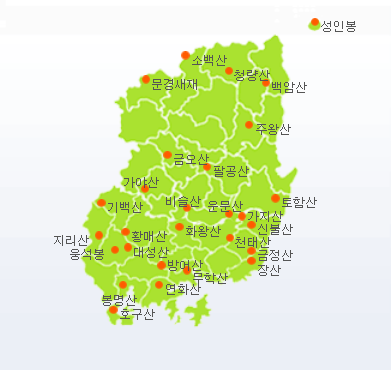 성인봉
소백산
청량산
문경새재
백암산
주왕산
금오산
팔공산
가야산
비슬산
운문산
토함산
기백산
가지산
신불산
지리산
황매산
화왕산
천태산
웅석봉
대성산
금정산
방어산
장산
무학산
봉명산
연화산
호구산